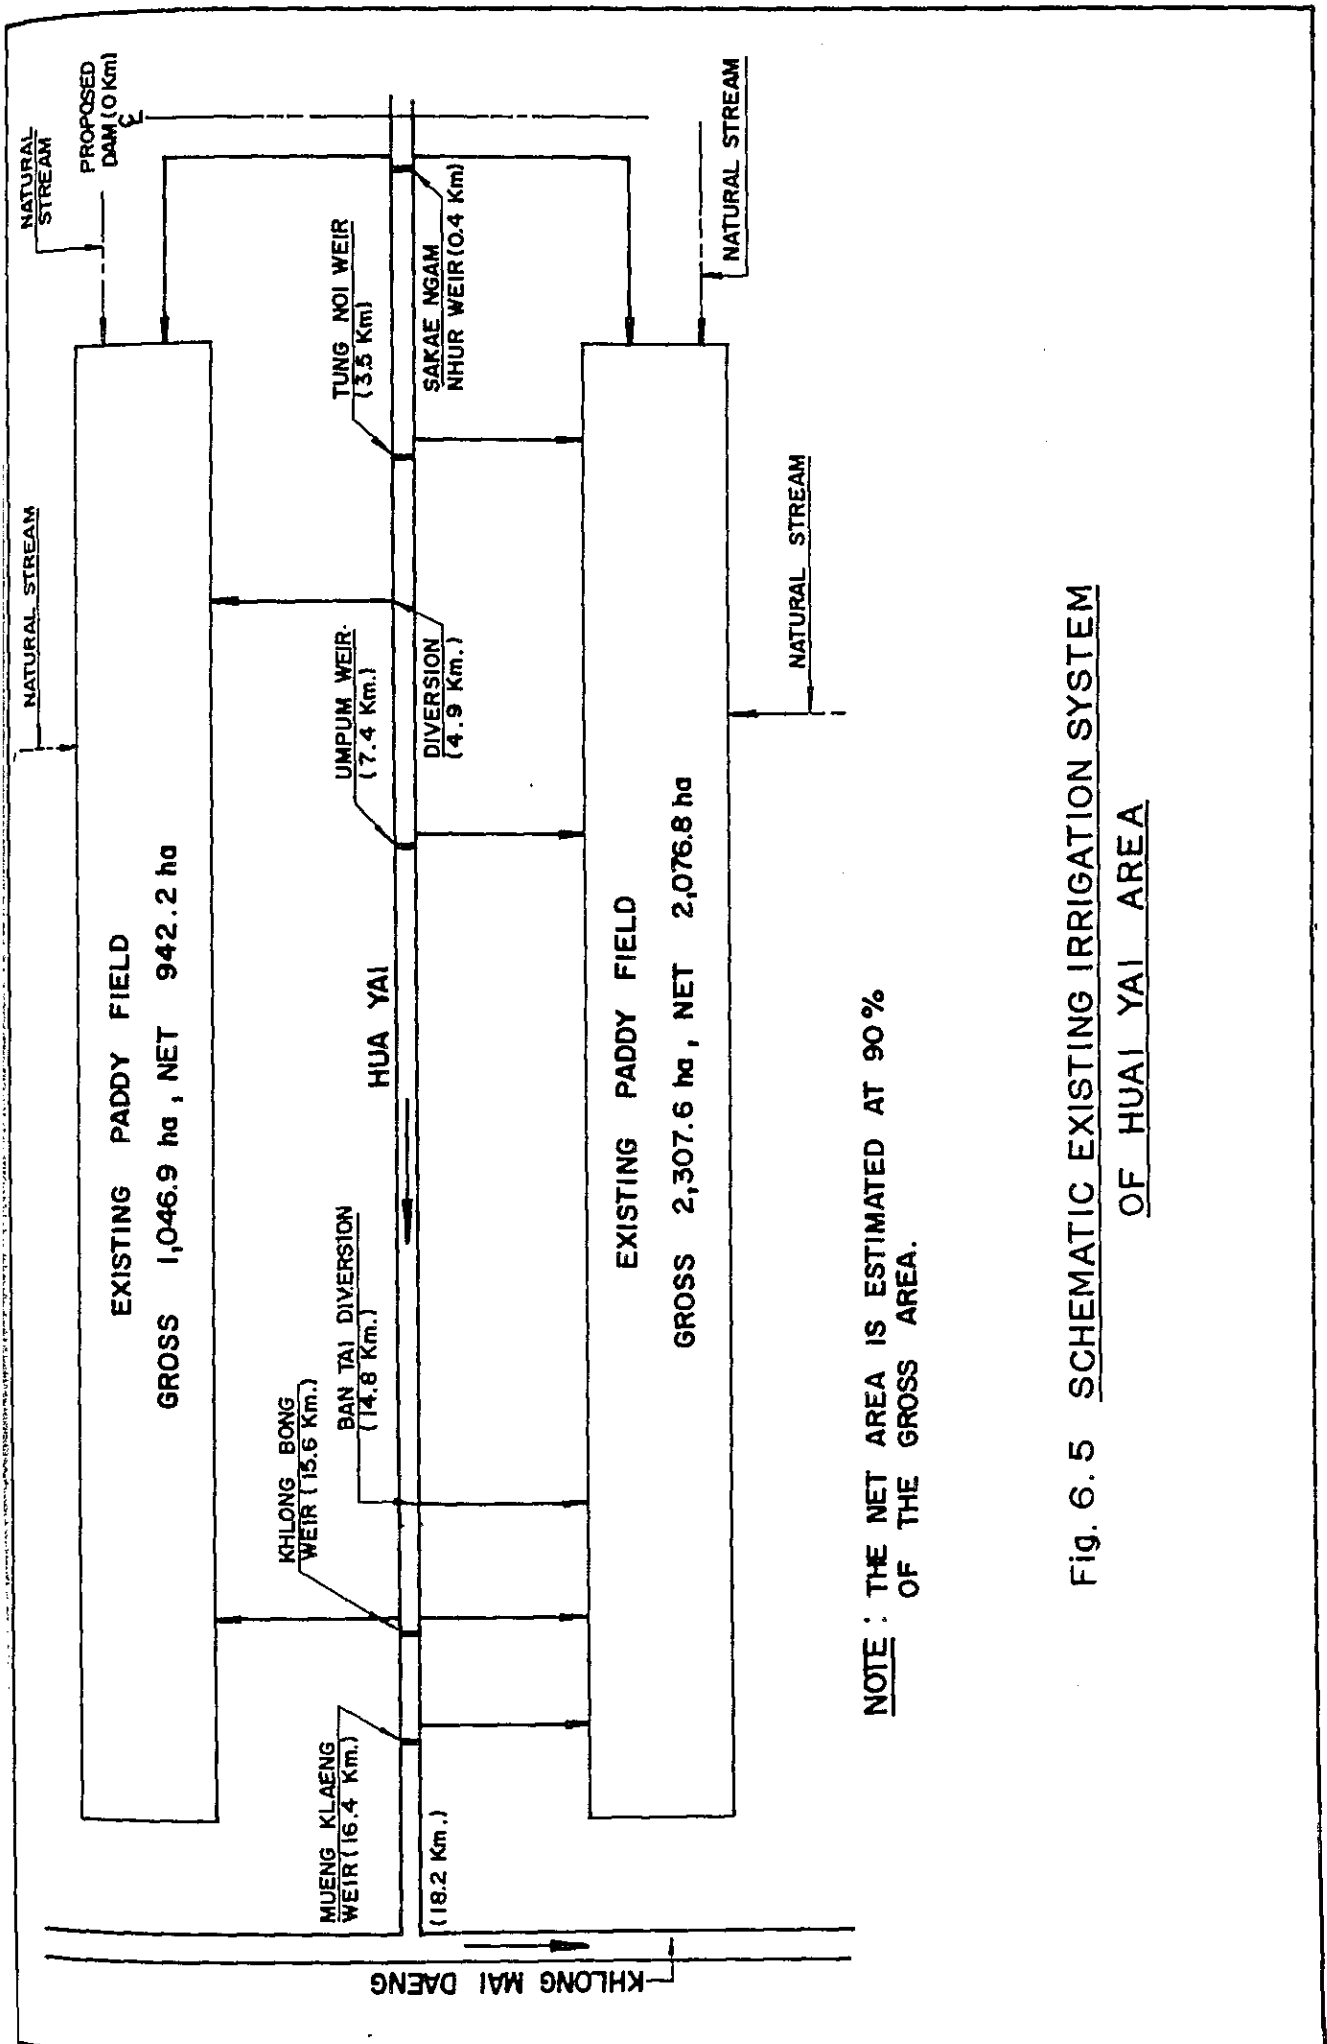 NATURAL
STREAM
PROPOSED
DAM (0 Km)
℄
NATURAL STREAM
EXISTING PADDY FIELD
GROSS 1,046.9 ha, NET 942.2 ha
MUENG KLAENG
WEIR (16.4 Km.)
KHLONG BONG
WEIR (15.6 Km.)
BAN TAI DIVERSION
(14.8 Km.)
HUA YAI
UMPUM WEIR.
(7.4 Km.)
TUNG NOI WEIR
(3.5 Km)
(18.2 Km.)
DIVERSION
(4.9 Km.)
SAKAE NGAM
NHUR WEIR (0.4 Km)
KHLONG MAI DAENG
EXISTING PADDY FIELD
GROSS 2,307.6 ha, NET 2,076.8 ha
NATURAL STREAM
NATURAL STREAM
NOTE : THE NET AREA IS ESTIMATED AT 90%
OF THE GROSS AREA.
Fig. 6.5 SCHEMATIC EXISTING IRRIGATION SYSTEM
OF HUAI YAI AREA